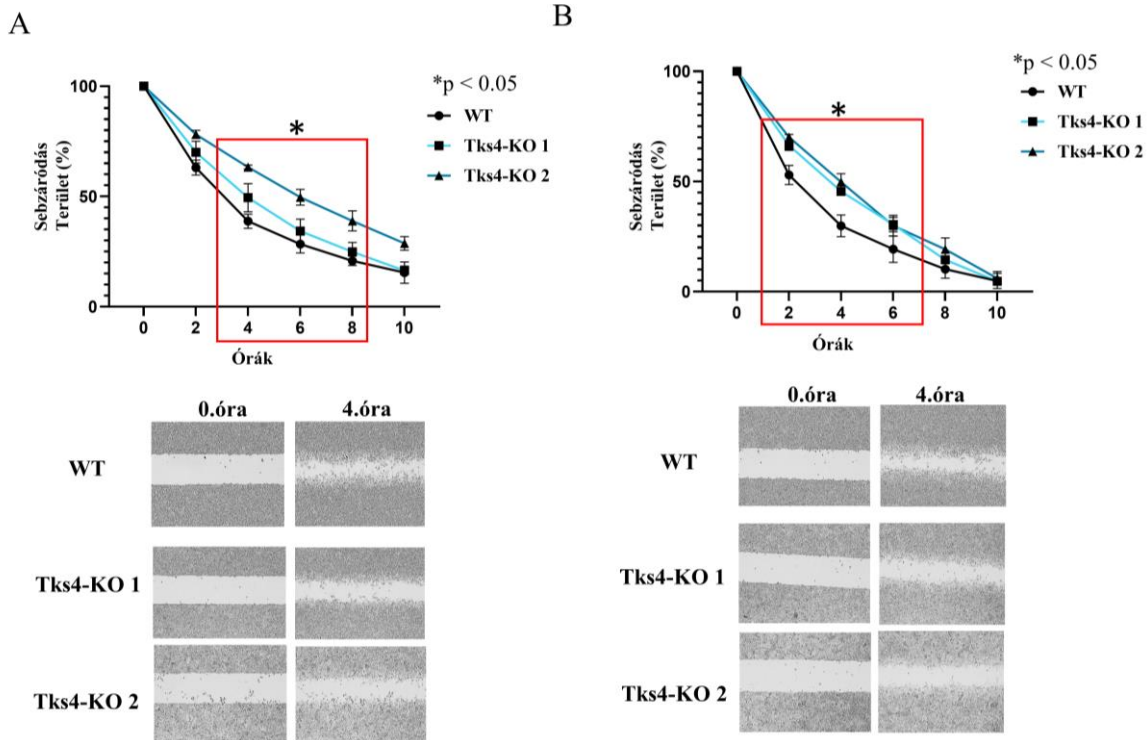 A
*p < 0.05
WT
Tks4-KO 1
Tks4-KO 2
*
Sebzáródás
Terület (%)
100
50
0
0 2 4 6 8 10
Órák
0.óra 4.óra
WT
Tks4-KO 1
Tks4-KO 2
B
*p < 0.05
WT
Tks4-KO 1
Tks4-KO 2
*
Sebzáródás
Terület (%)
100
50
0
0 2 4 6 8 10
Órák
0.óra 4.óra
WT
Tks4-KO 1
Tks4-KO 2